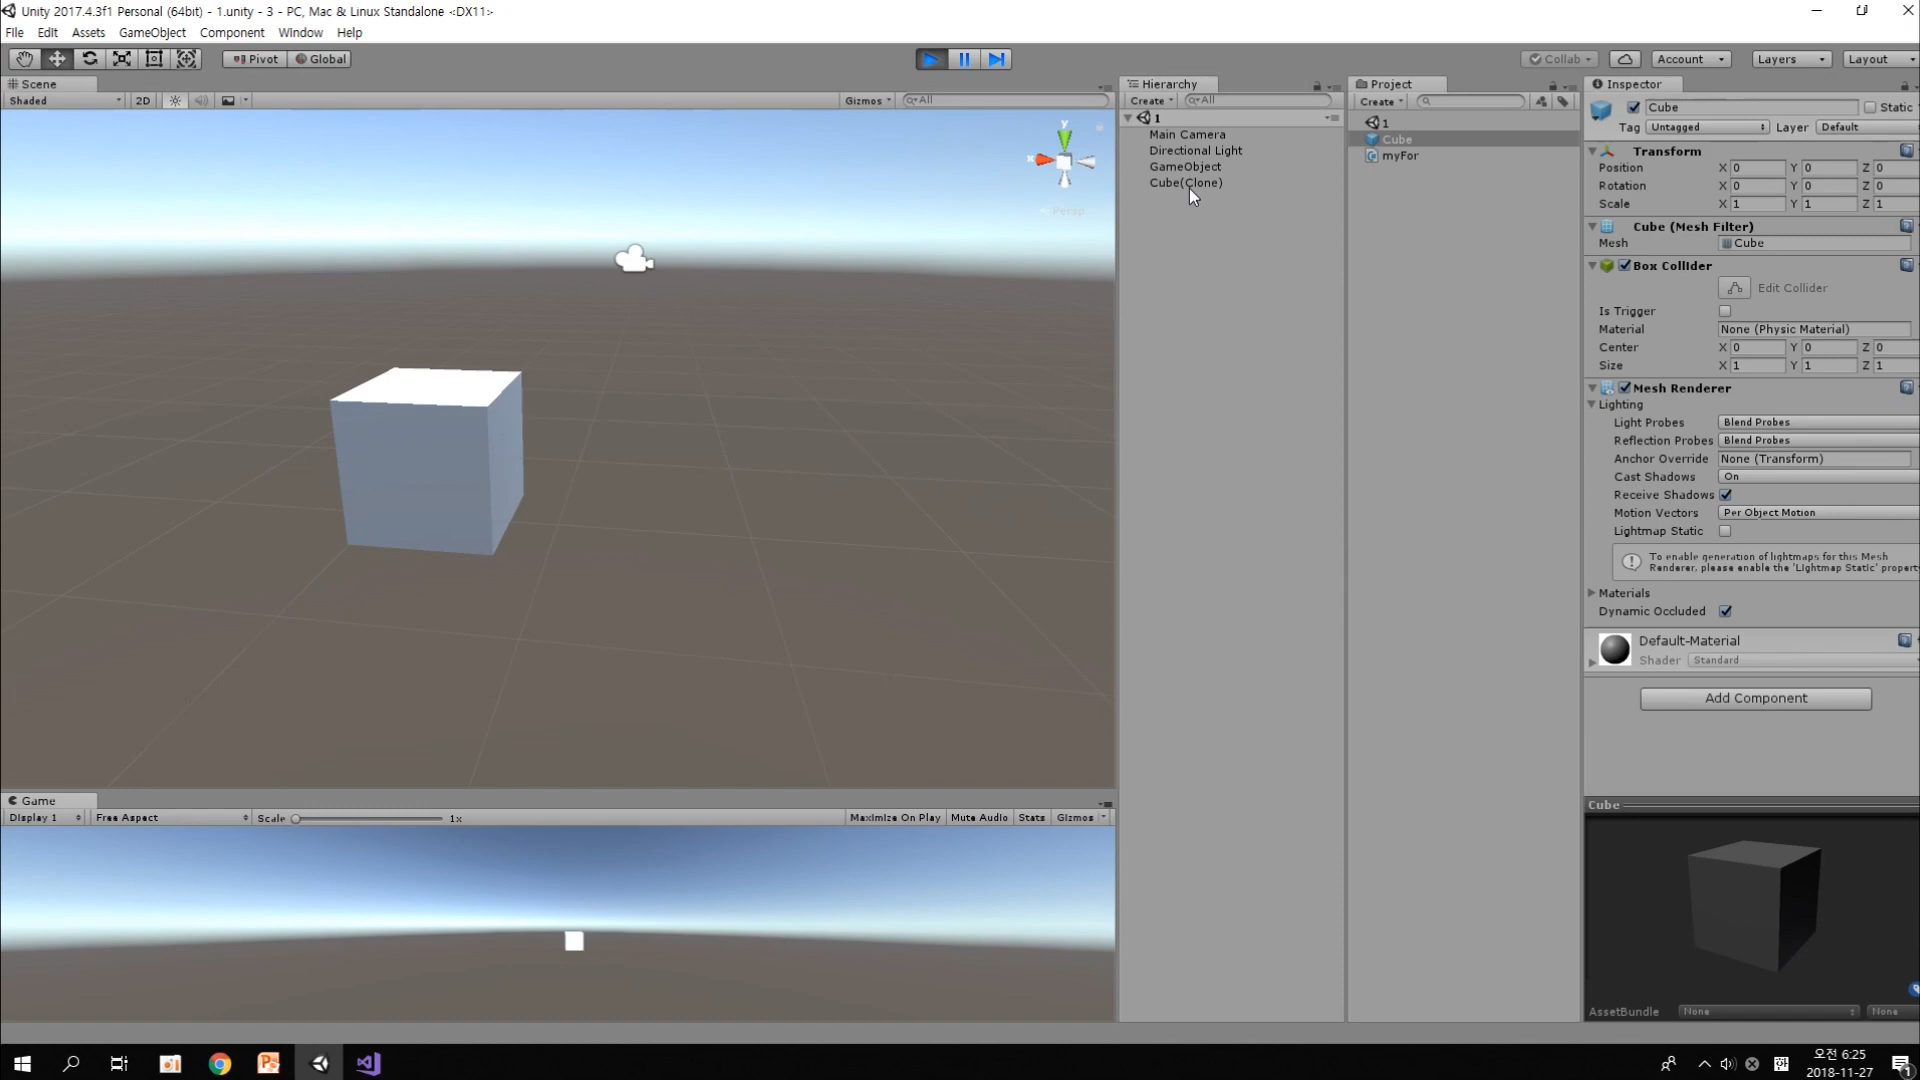 Unity 2017.4.3f1 Personal (64bit) - 1.unity - 3 - PC, Mac & Linux Standalone <DX11>
File Edit Assets GameObject Component Window Help
Pivot Global Collab Account Layers Layout
Scene
Shaded 2D Gizmos All
y
x
Persp
Hierarchy
Create All
1
Main Camera
Directional Light
GameObject
Cube(Clone)
Project
Create
1
Cube
myFor
Inspector
Cube Static
Tag Untagged Layer Default
Transform
Position X 0 Y 0 Z 0
Rotation X 0 Y 0 Z 0
Scale X 1 Y 1 Z 1
Cube (Mesh Filter)
Mesh Cube
Box Collider
Edit Collider
Is Trigger
Material None (Physic Material)
Center X 0 Y 0 Z 0
Size X 1 Y 1 Z 1
Mesh Renderer
Lighting
Light Probes Blend Probes
Reflection Probes Blend Probes
Anchor Override None (Transform)
Cast Shadows On
Receive Shadows
Motion Vectors Per Object Motion
Lightmap Static
To enable generation of lightmaps for this Mesh
Renderer, please enable the 'Lightmap Static' property
Materials
Dynamic Occluded
Default-Material
Shader Standard
Add Component
Cube
AssetBundle None None
Game
Display 1 Free Aspect Scale 1x Maximize On Play Mute Audio Stats Gizmos
오전 6:25
2018-11-27